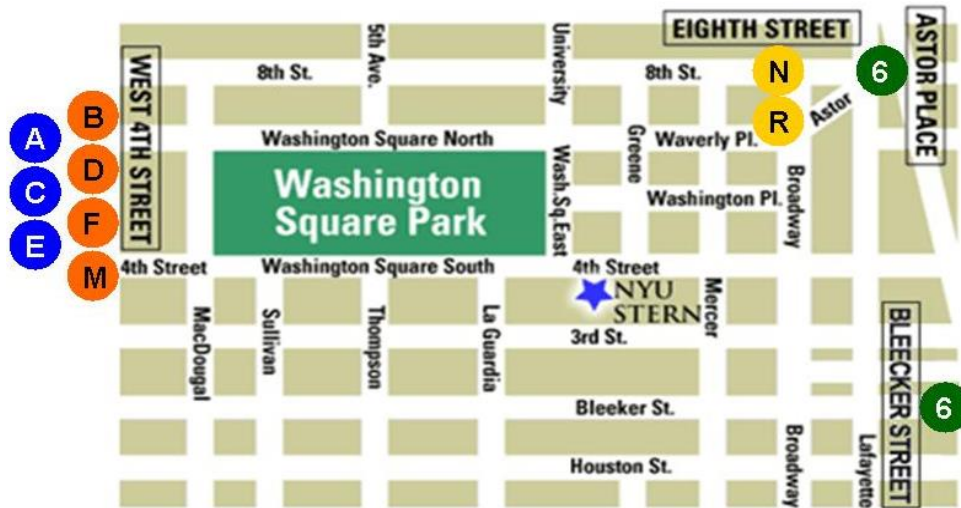 EIGHTH STREET
ASTOR PLACE
WEST 4TH STREET
5th Ave.
University
8th St.
8th St.
N
6
B
A
R
Astor
Washington Square North
Greene
Waverly Pl.
D
C
Washington
Square Park
Wash.Sq.East
Washington Pl.
Broadway
F
E
M
4th Street
Washington Square South
4th Street
NYU
STERN
Mercer
MacDougal
Sullivan
Thompson
La Guardia
3rd St.
BLEECKER STREET
6
Bleeker St.
Broadway
Lafayette
Houston St.